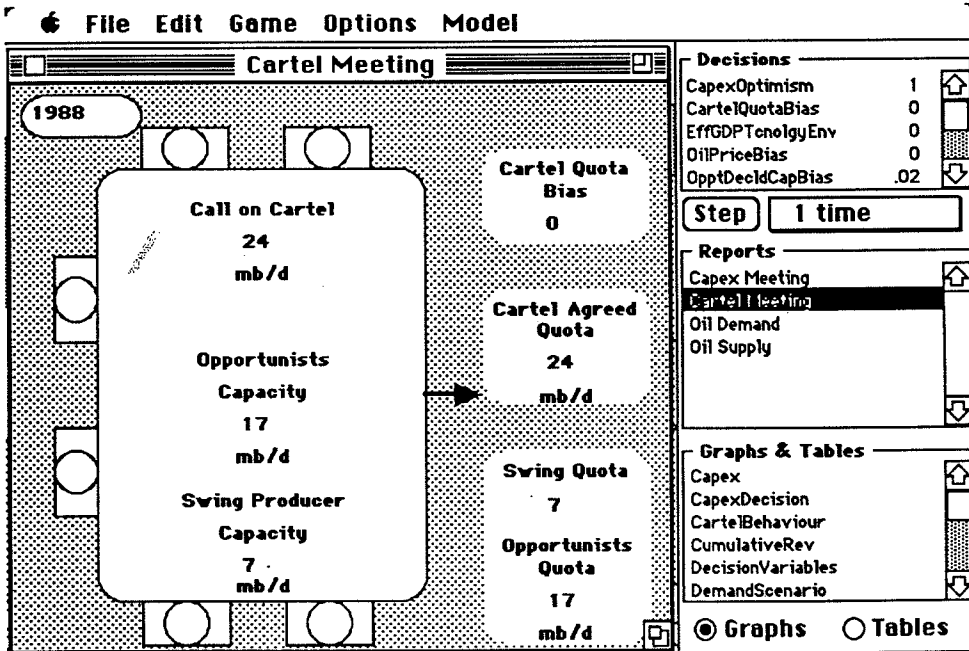 File Edit Game Options Model
Cartel Meeting
1988
Call on Cartel
24
mb/d
Opportunists
Capacity
17
mb/d
Swing Producer
Capacity
7
mb/d
Cartel Quota
Bias
0
Cartel Agreed
Quota
24
mb/d
Swing Quota
7
Opportunists
Quota
17
mb/d
Decisions
CapexOptimism 1
CartelQuotaBias 0
EffGDPTcnolgyEnv 0
OilPriceBias 0
OpptDecldCapBias .02
Step 1 time
Reports
Capex Meeting
Cartel Meeting
Oil Demand
Oil Supply
Graphs & Tables
Capex
CapexDecision
CartelBehaviour
CumulativeRev
DecisionVariables
DemandScenario
Graphs Tables